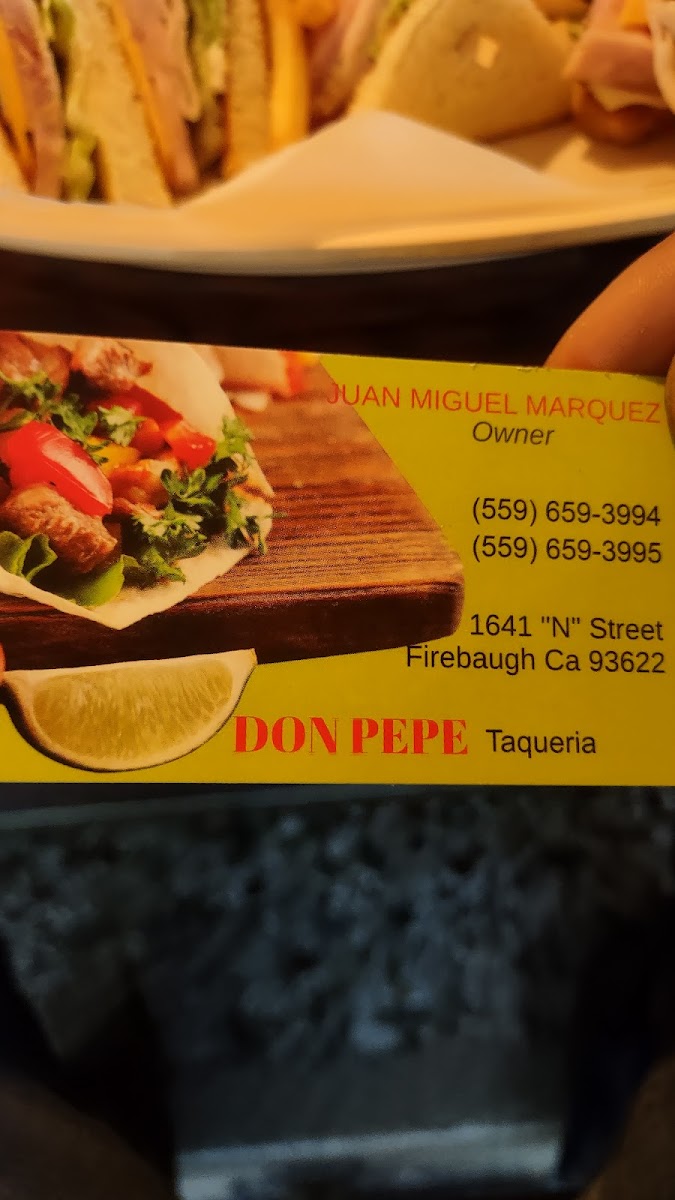 JUAN MIGUEL MARQUEZ
Owner
(559) 659-3994
(559) 659-3995
1641 "N" Street
Firebaugh Ca 93622
DON PEPE Taqueria